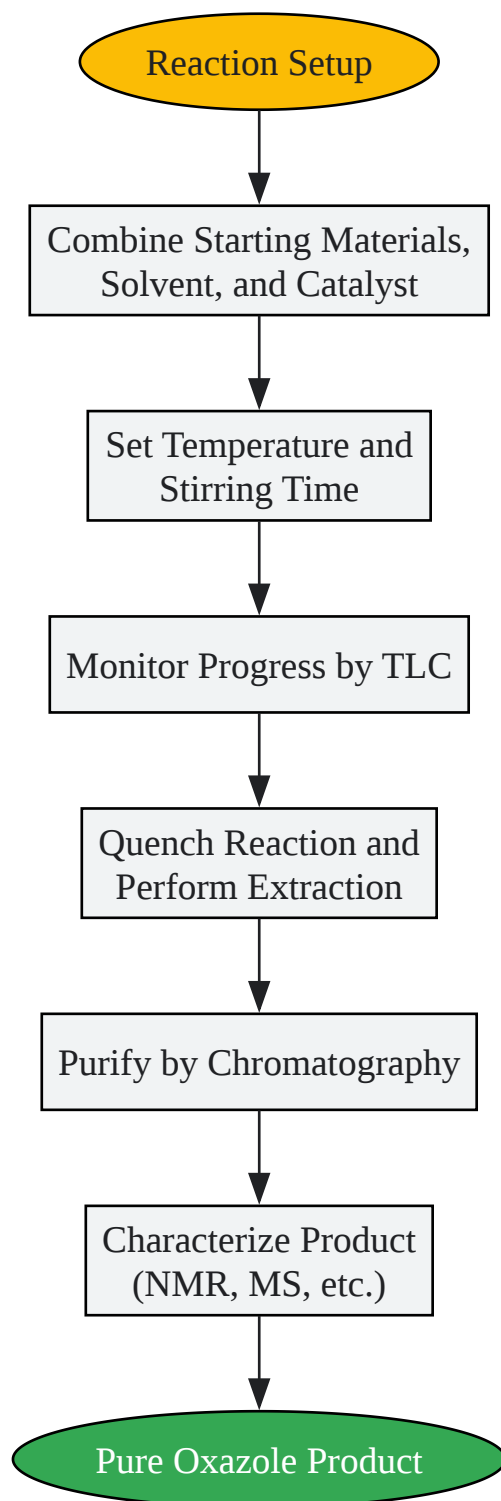 Reaction Setup
Combine Starting Materials,
Solvent, and Catalyst
Set Temperature and
Stirring Time
Monitor Progress by TLC
Quench Reaction and
Perform Extraction
Purify by Chromatography
Characterize Product
(NMR, MS, etc.)
Pure Oxazole Product